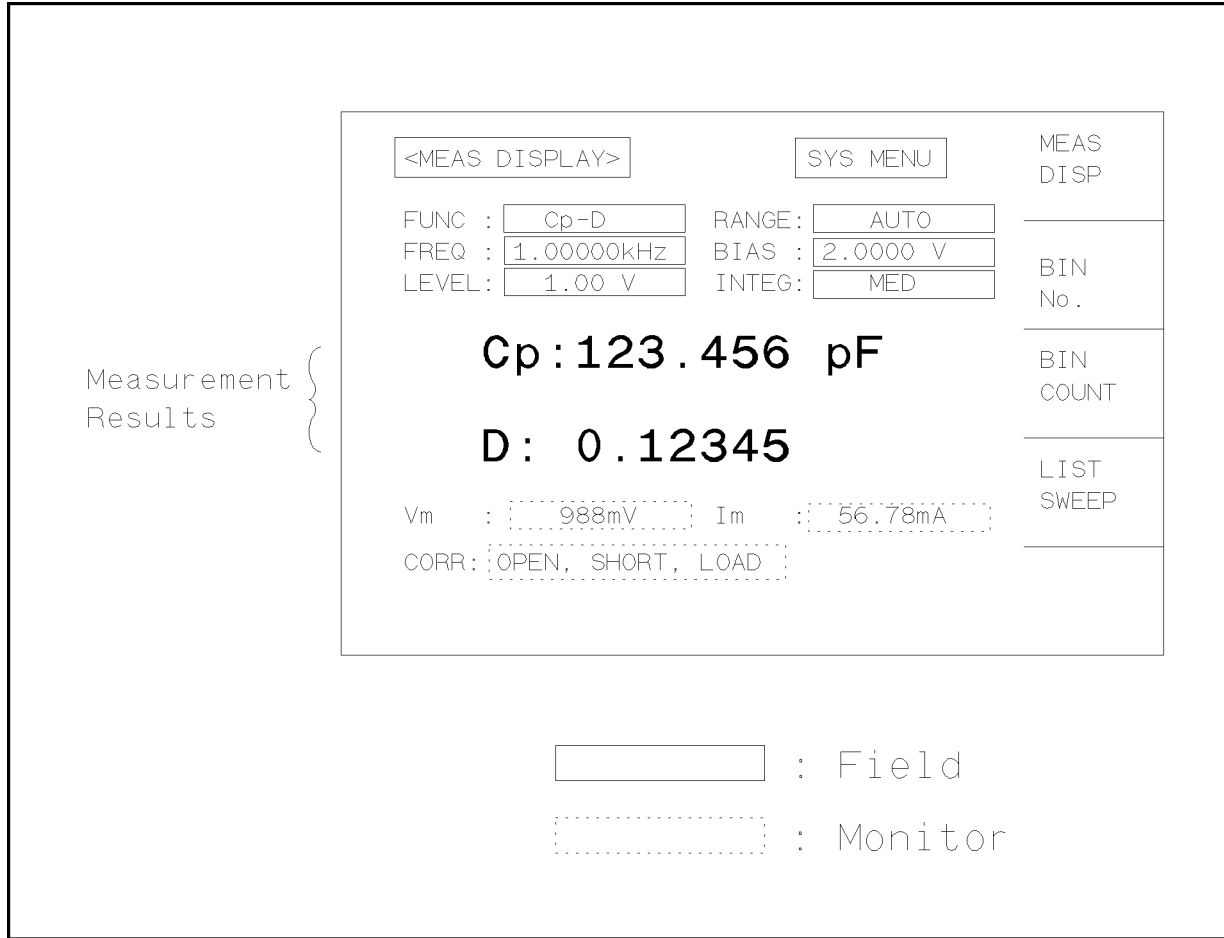 <MEAS DISPLAY> SYS MENU
MEAS
DISP
FUNC : Cp-D RANGE: AUTO
FREQ : 1.00000kHz BIAS : 2.0000 V
LEVEL: 1.00 V INTEG: MED
BIN
No.
Measurement
Results
Cp:123.456 pF
D: 0.12345
BIN
COUNT
LIST
SWEEP
Vm : 988mV Im : 56.78mA
CORR: OPEN, SHORT, LOAD
: Field
: Monitor